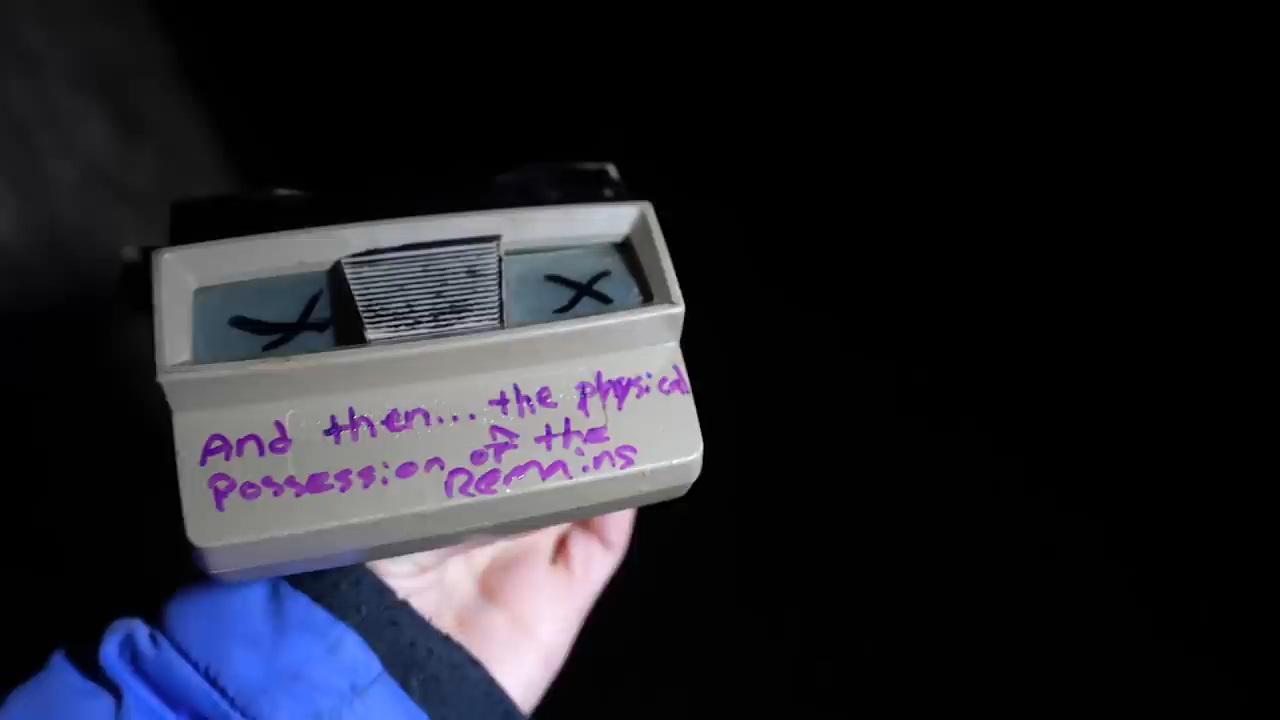 X X
And then... the physical
Possession of the
Remains